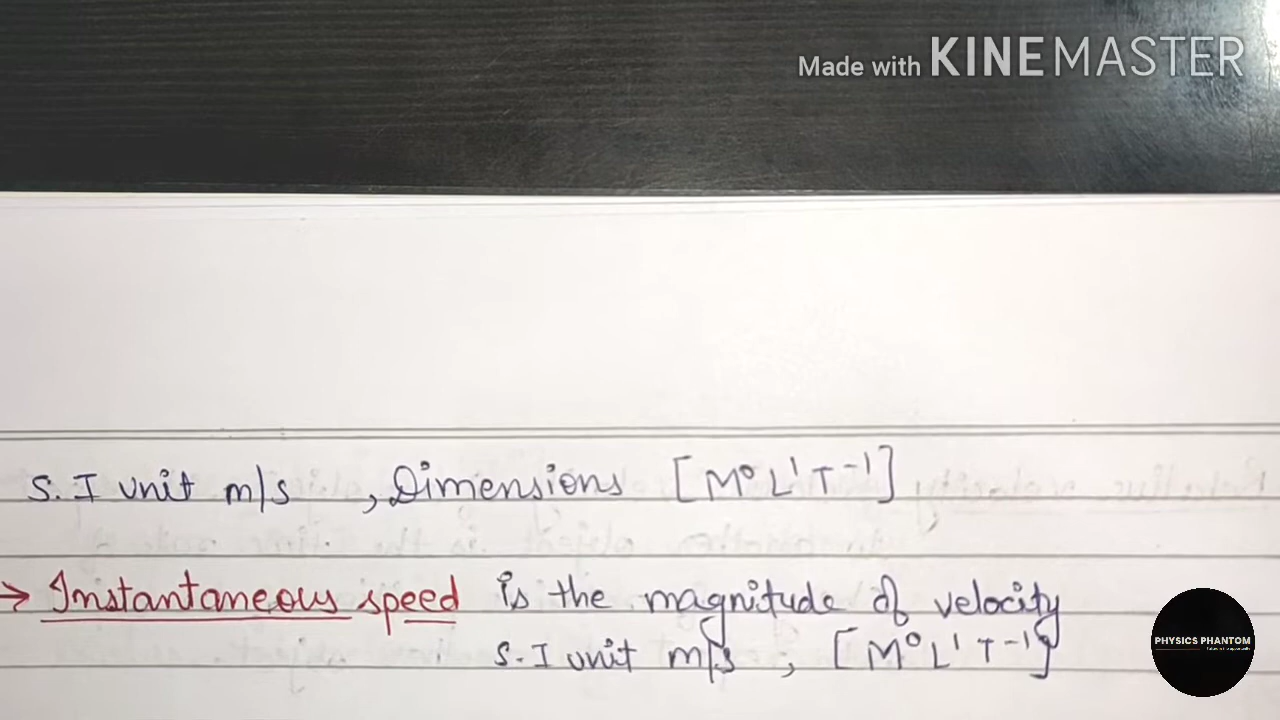 Made with KINEMASTER
S.I unit m/s , Dimensions [M⁰L¹T⁻¹]
→ Instantaneous speed is the magnitude of velocity
S.I unit m/s , [M⁰L¹T⁻¹]
PHYSICS PHANTOM